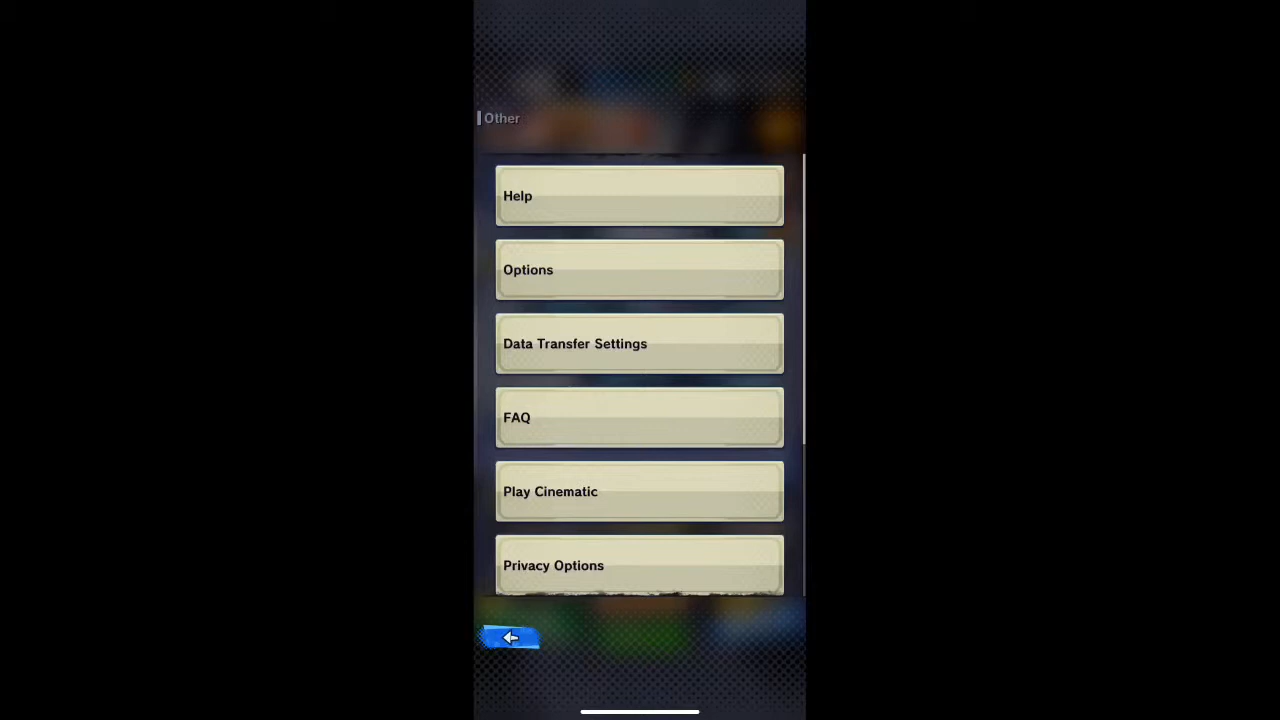 Other
Help
Options
Data Transfer Settings
FAQ
Play Cinematic
Privacy Options